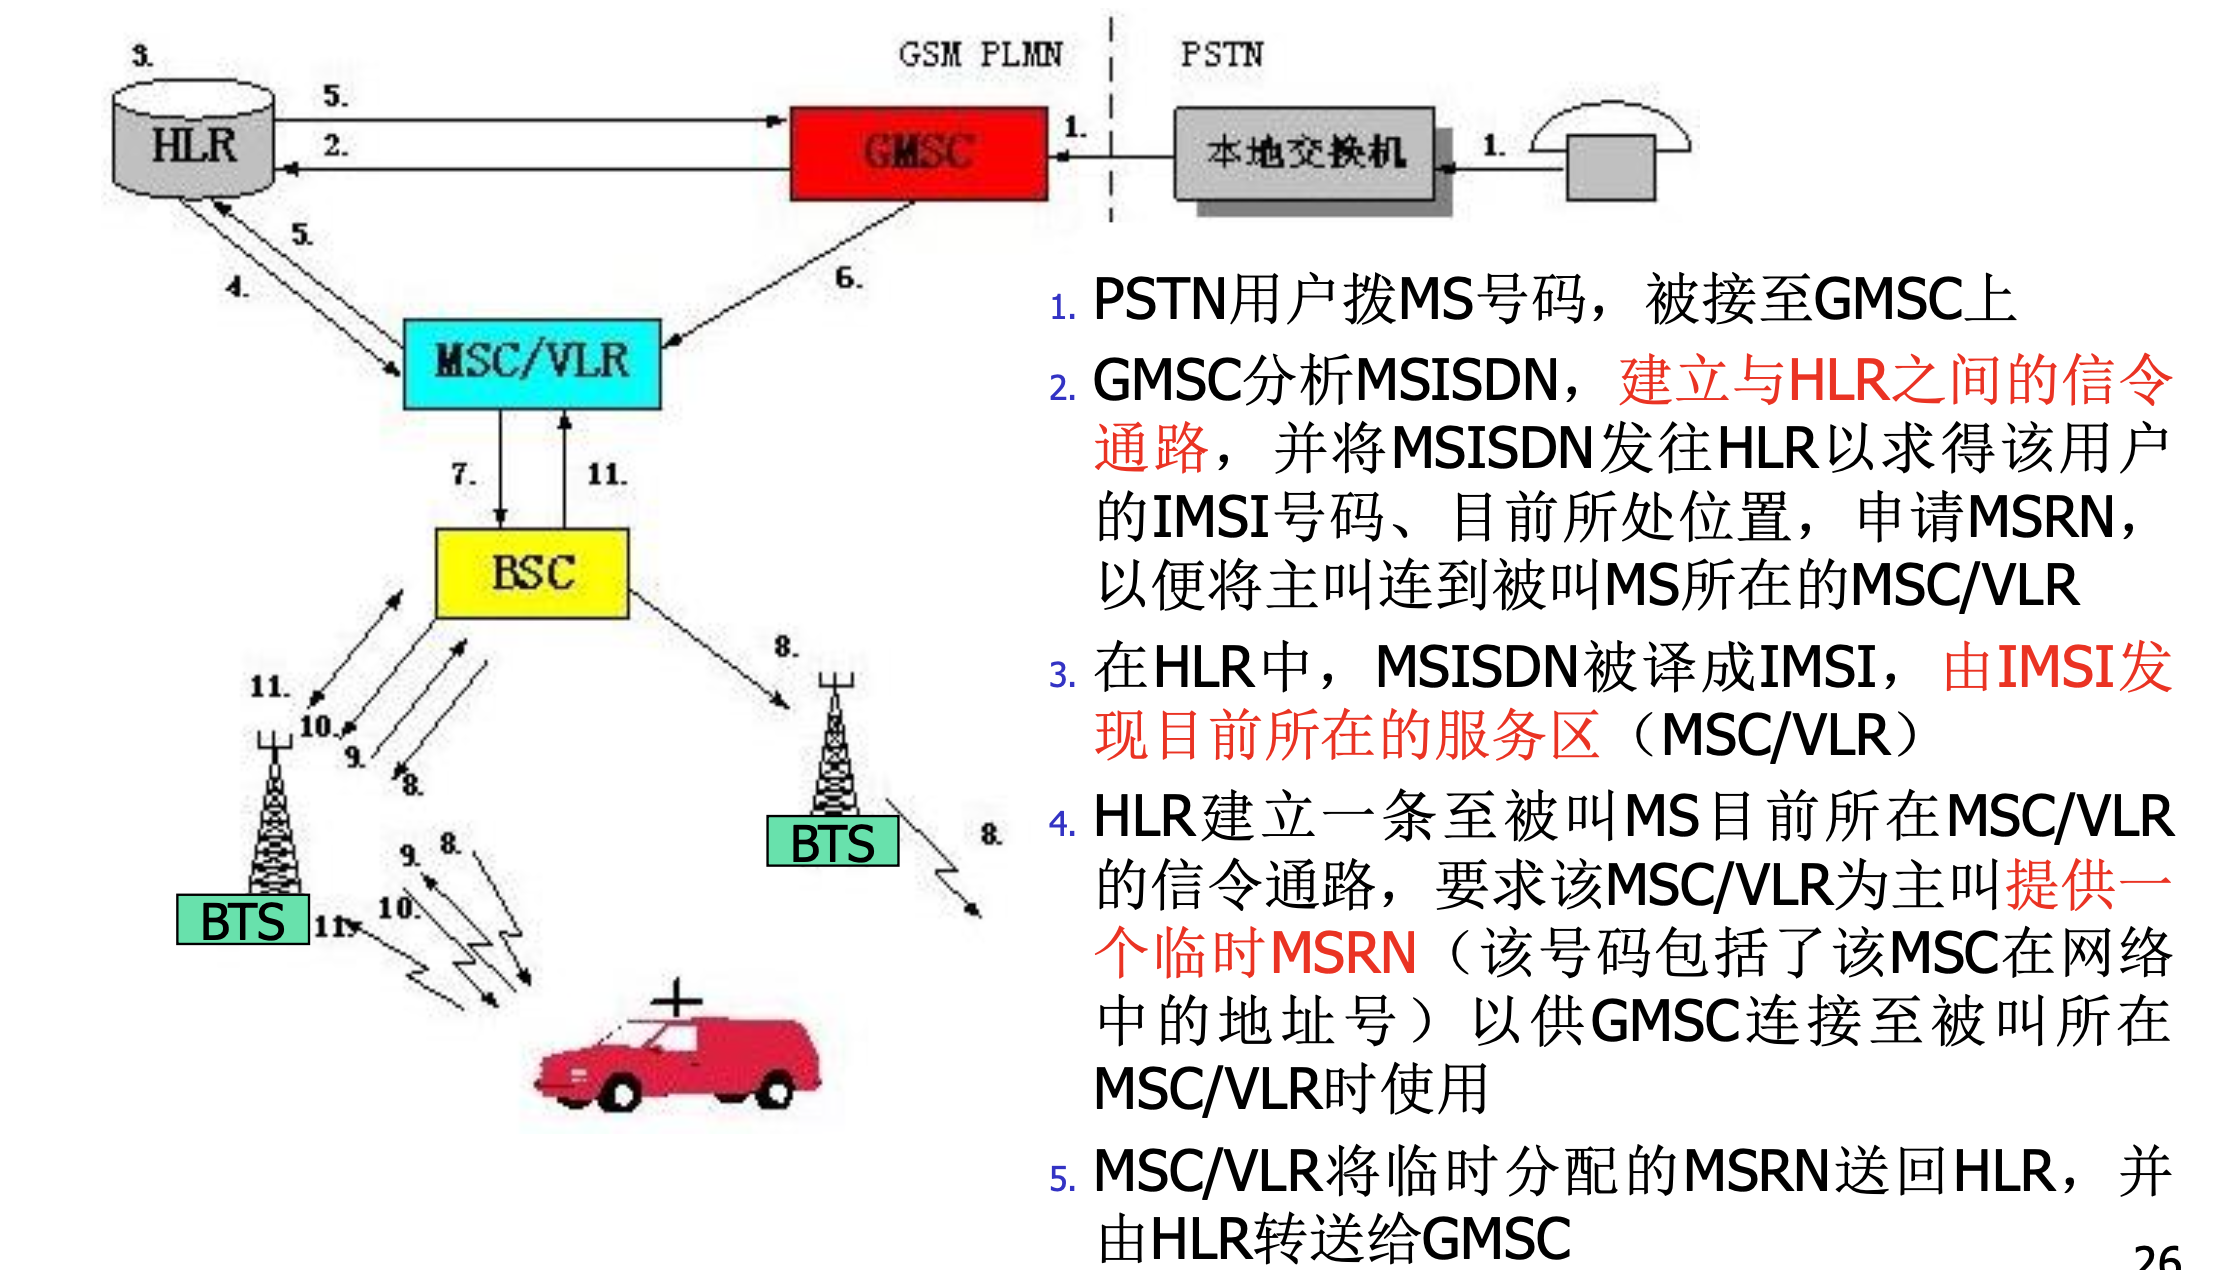 GSM PLMN
PSTN
3.
HLR
5.
2.
GMSC
1.
本地交换机
1.
5.
4.
6.
MSC/VLR
7.
11.
BSC
8.
11.
10.
9.
8.
BTS
8.
9.
8.
10.
BTS
11.
1. PSTN用户拨MS号码，被接至GMSC上
2. GMSC分析MSISDN，建立与HLR之间的信令
通路，并将MSISDN发往HLR以求得该用户
的IMSI号码、目前所处位置，申请MSRN，
以便将主叫连到被叫MS所在的MSC/VLR
3. 在HLR中，MSISDN被译成IMSI，由IMSI发
现目前所在的服务区（MSC/VLR）
4. HLR建立一条至被叫MS目前所在MSC/VLR
的信令通路，要求该MSC/VLR为主叫提供一
个临时MSRN（该号码包括了该MSC在网络
中的地址号）以供GMSC连接至被叫所在
MSC/VLR时使用
5. MSC/VLR将临时分配的MSRN送回HLR，并
由HLR转送给GMSC
26